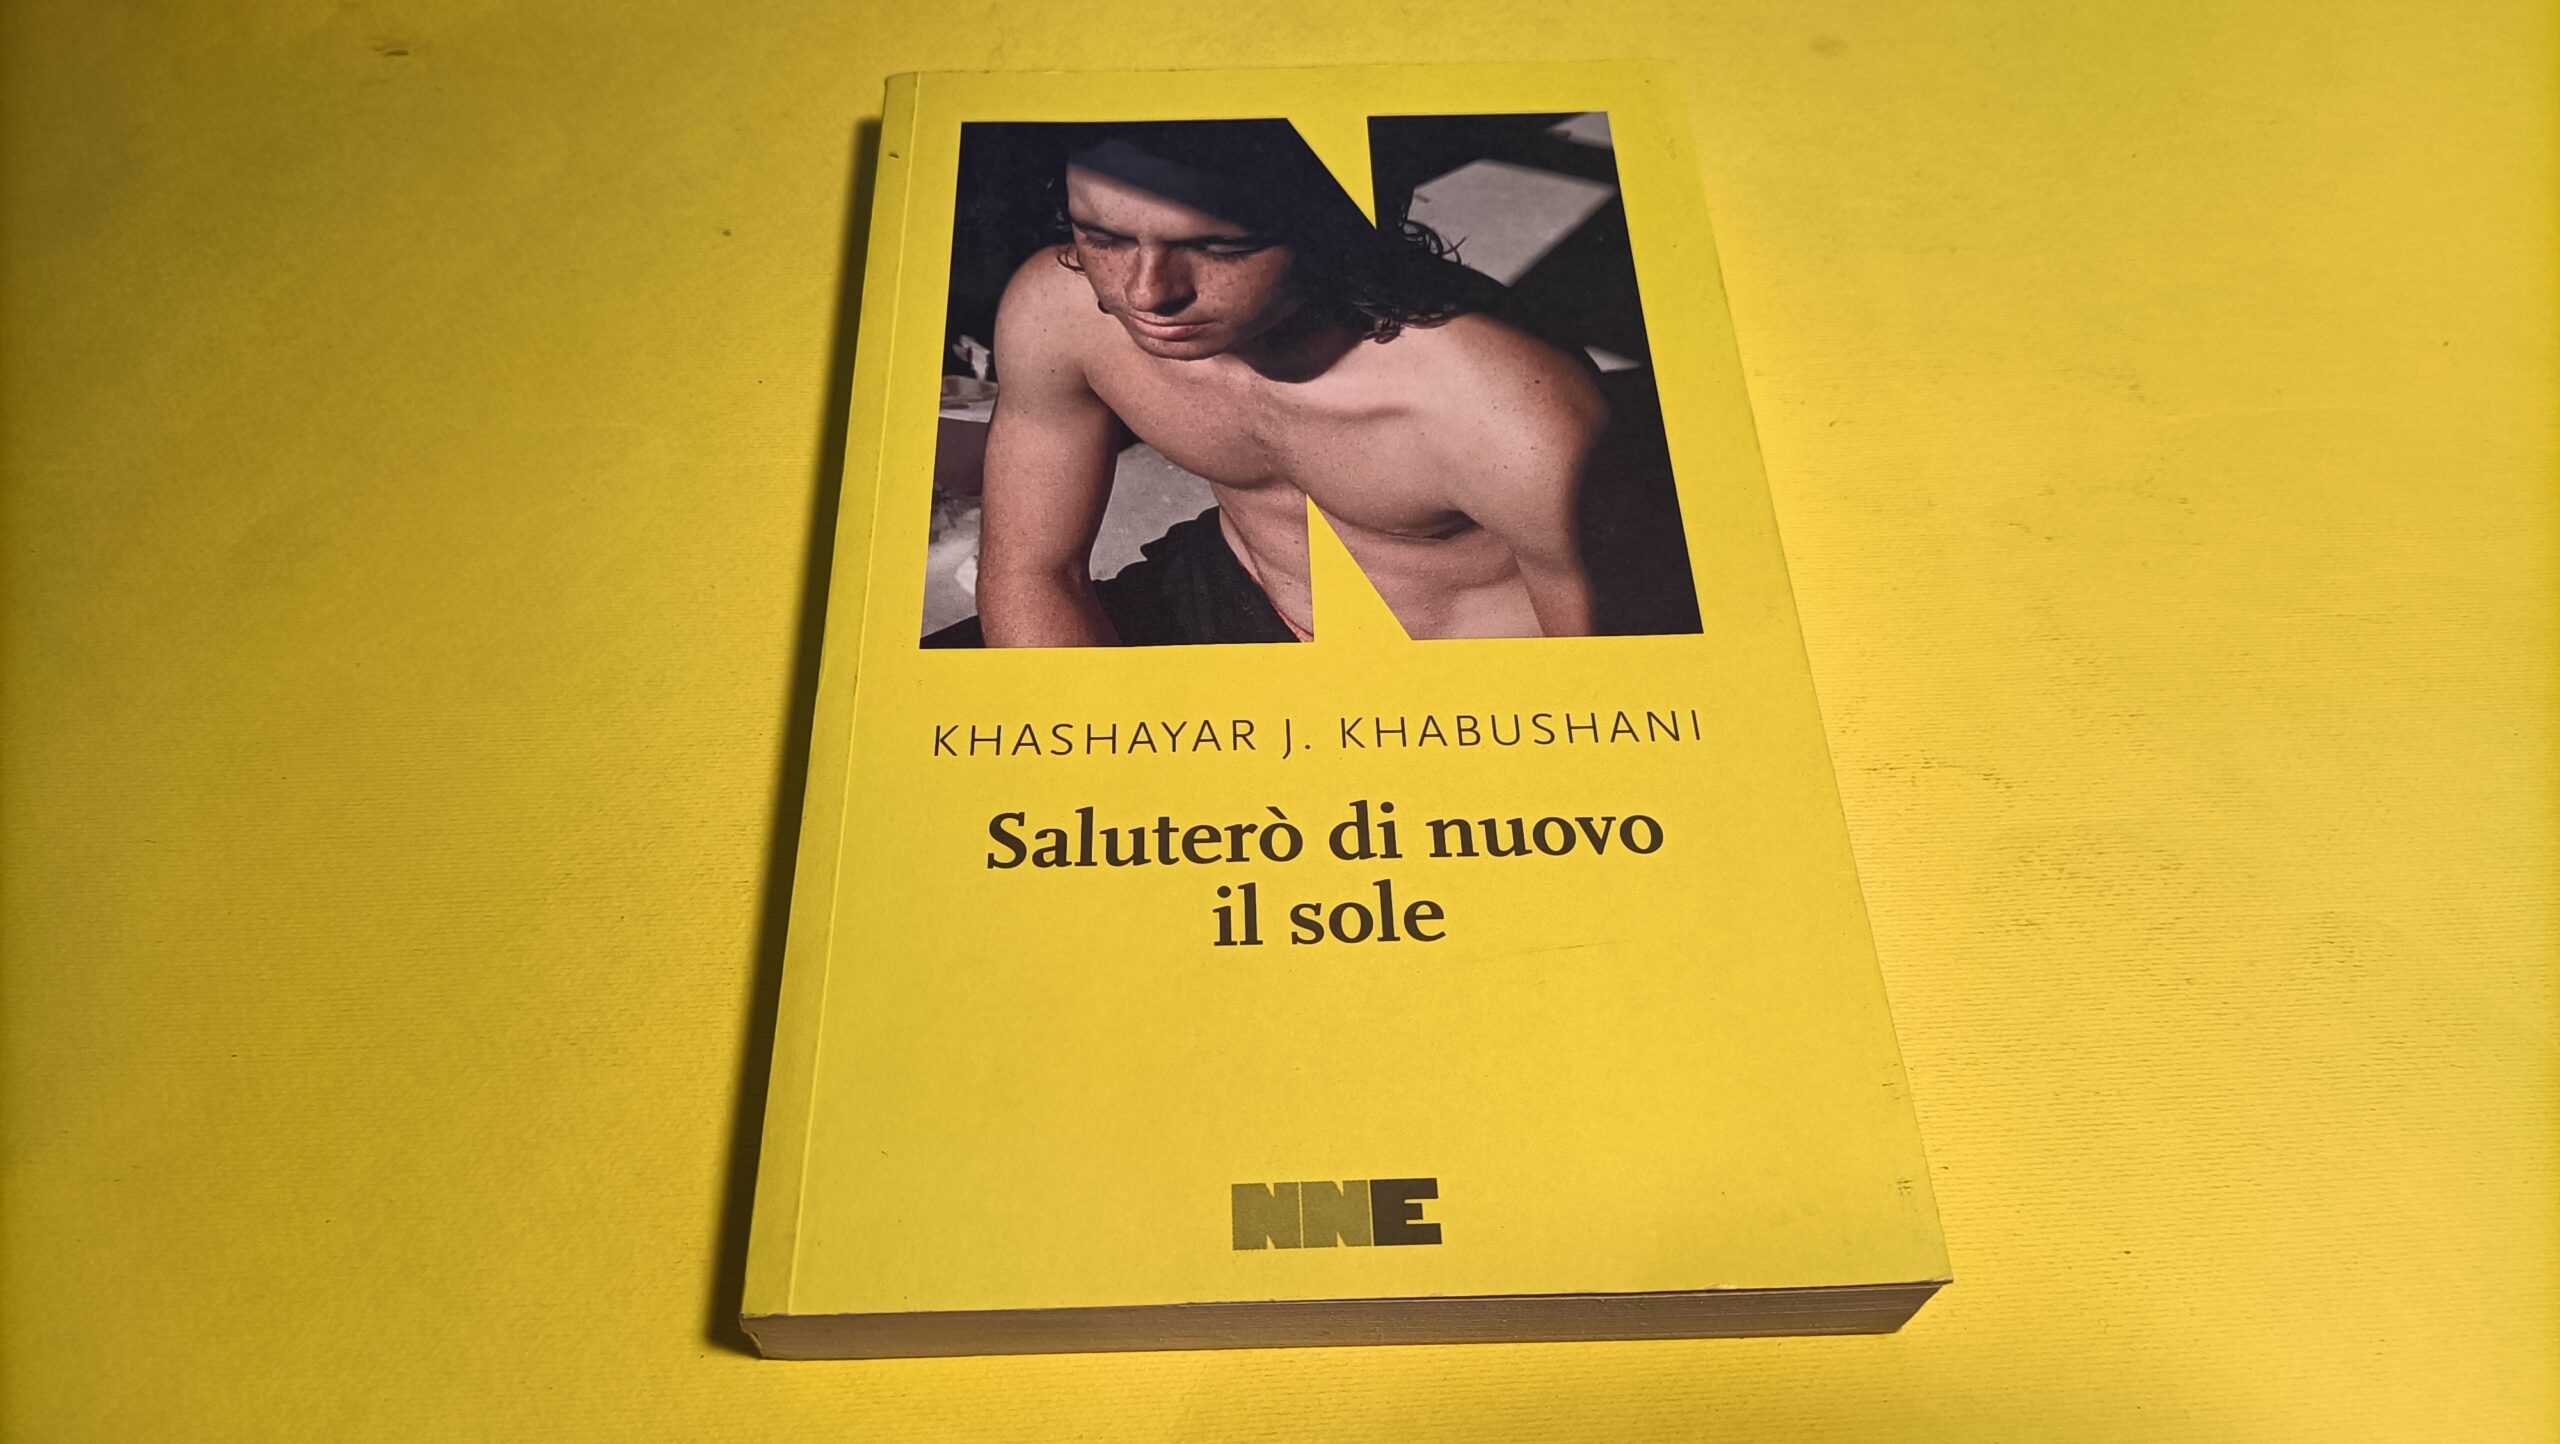 KHASHAYAR J. KHABUSHANI
Saluterò di nuovo
il sole
NNE